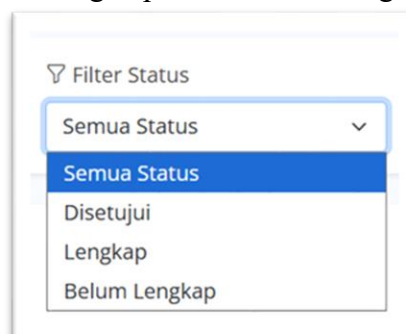 Filter Status
Semua Status
Semua Status
Disetujui
Lengkap
Belum Lengkap